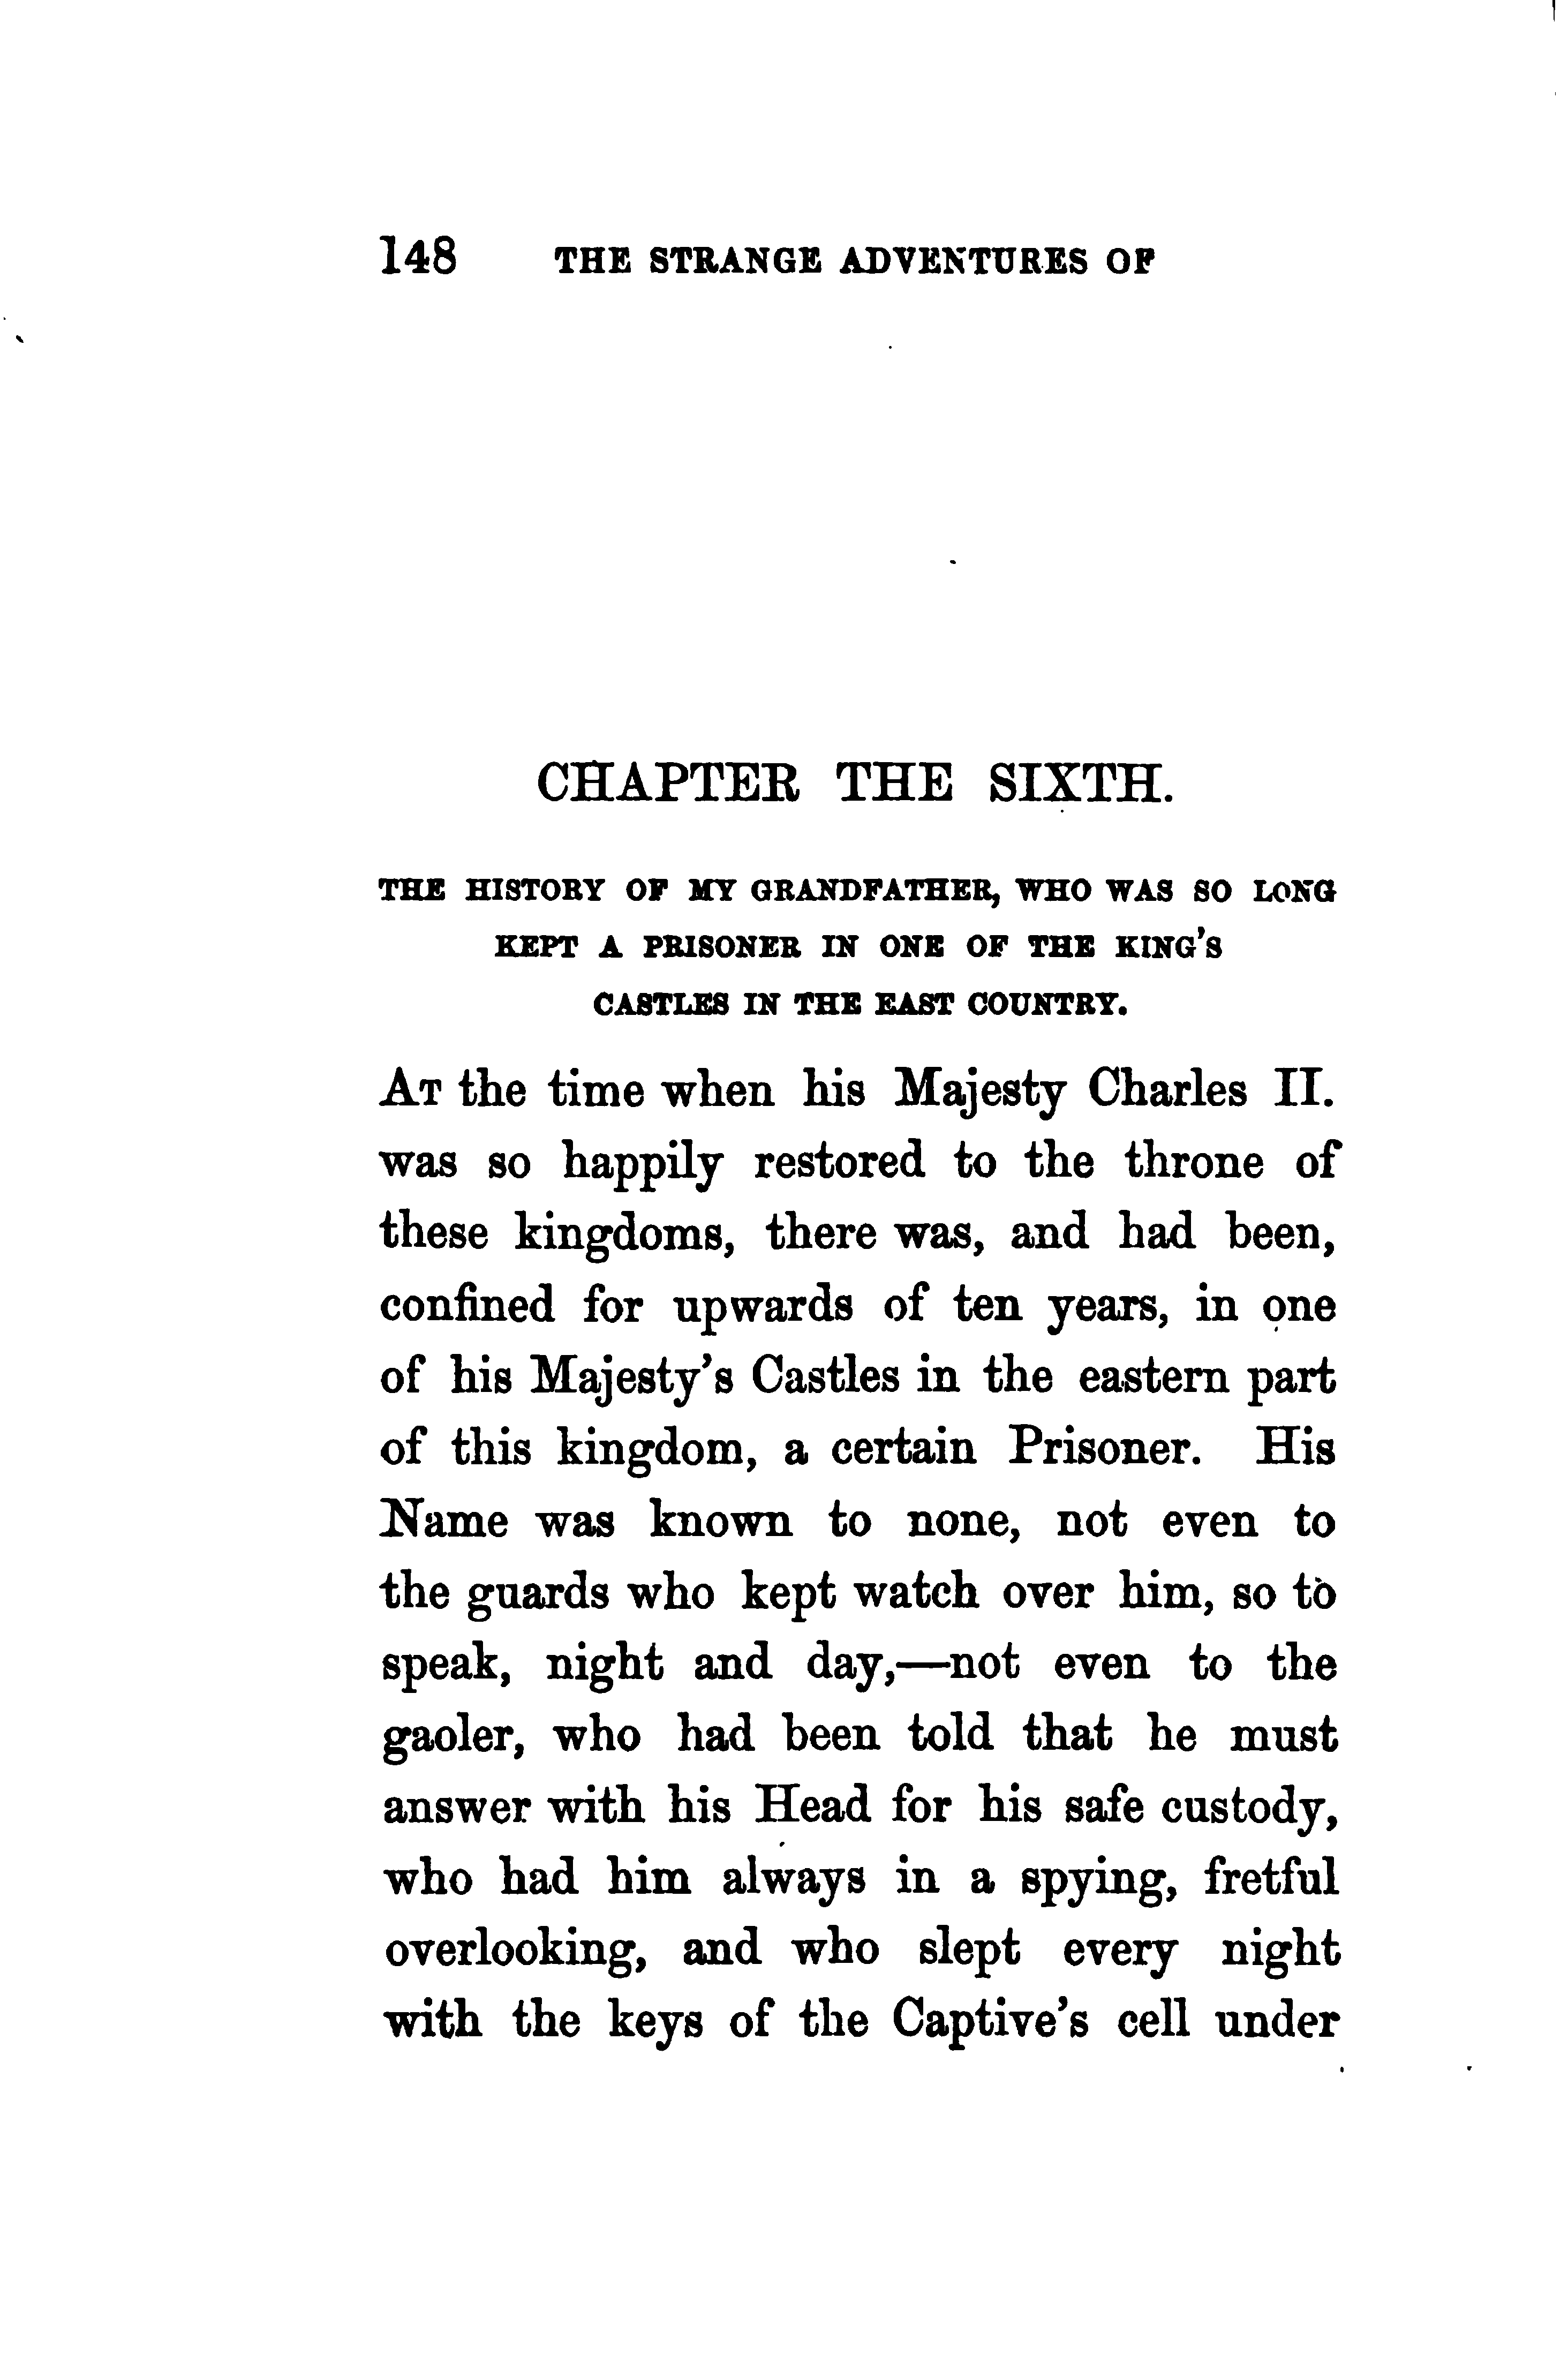 148 THE STRANGE ADVENTURES OF
CHAPTER THE SIXTH.
THE HISTORY OF MY GRANDFATHER, WHO WAS SO LONG
KEPT A PRISONER IN ONE OF THE KING'S
CASTLES IN THE EAST COUNTRY.
AT the time when his Majesty Charles II.
was so happily restored to the throne of
these kingdoms, there was, and had been,
confined for upwards of ten years, in one
of his Majesty's Castles in the eastern part
of this kingdom, a certain Prisoner. His
Name was known to none, not even to
the guards who kept watch over him, so to
speak, night and day,—not even to the
gaoler, who had been told that he must
answer with his Head for his safe custody,
who had him always in a spying, fretful
overlooking, and who slept every night
with the keys of the Captive's cell under